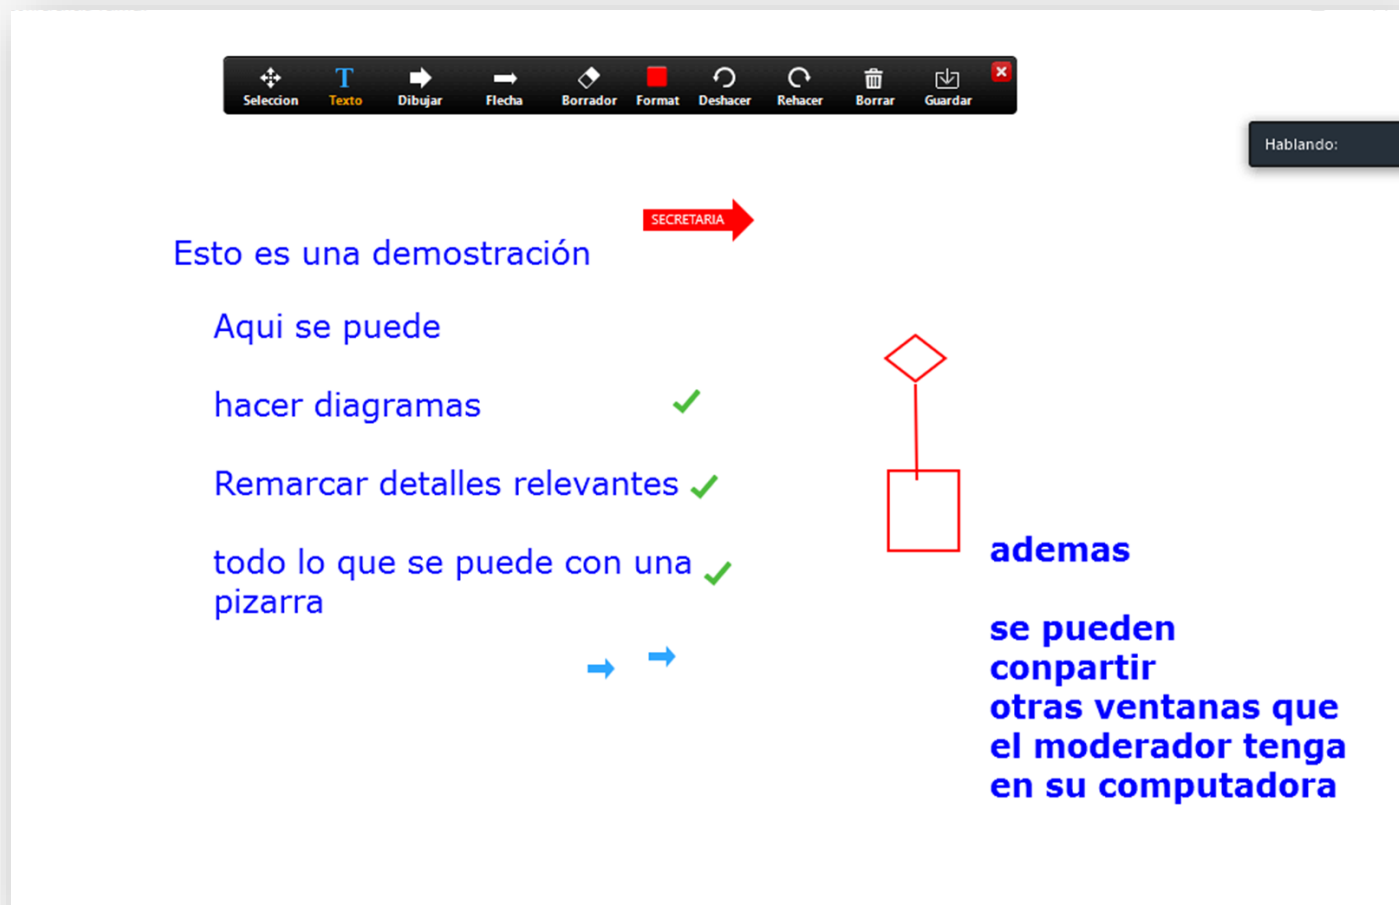 Seleccion Texto Dibujar Flecha Borrador Format Deshacer Rehacer Borrar Guardar
Hablando:
SECRETARIA
Esto es una demostración
Aqui se puede
hacer diagramas
Remarcar detalles relevantes
todo lo que se puede con una
pizarra
ademas
se pueden
conpartir
otras ventanas que
el moderador tenga
en su computadora